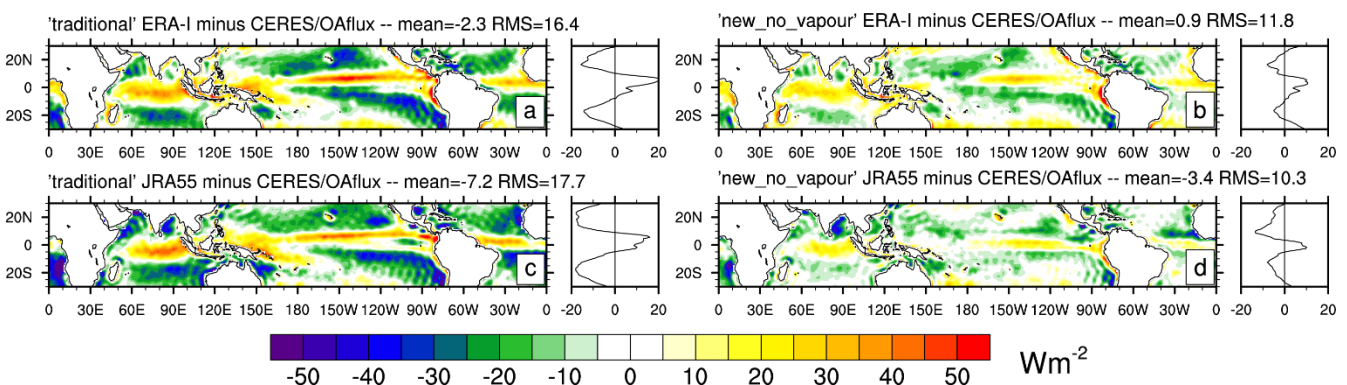 'traditional' ERA-I minus CERES/OAflux -- mean=-2.3 RMS=16.4
20N
0
20S
a
0 30E 60E 90E 120E 150E 180 150W 120W 90W 60W 30W 0
-20 0 20
'new_no_vapour' ERA-I minus CERES/OAflux -- mean=0.9 RMS=11.8
20N
0
20S
b
0 30E 60E 90E 120E 150E 180 150W 120W 90W 60W 30W 0
-20 0 20
'traditional' JRA55 minus CERES/OAflux -- mean=-7.2 RMS=17.7
20N
0
20S
c
0 30E 60E 90E 120E 150E 180 150W 120W 90W 60W 30W 0
-20 0 20
'new_no_vapour' JRA55 minus CERES/OAflux -- mean=-3.4 RMS=10.3
20N
0
20S
d
0 30E 60E 90E 120E 150E 180 150W 120W 90W 60W 30W 0
-20 0 20
-50 -40 -30 -20 -10 0 10 20 30 40 50
Wm⁻²